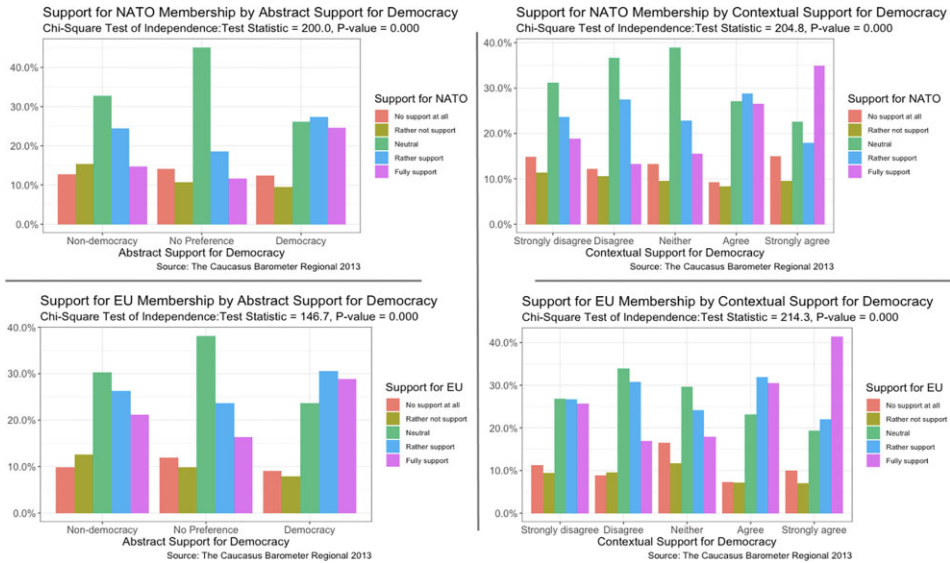 Support for NATO Membership by Abstract Support for Democracy
Chi-Square Test of Independence:Test Statistic = 200.0, P-value = 0.000
40.0%
30.0%
20.0%
10.0%
0.0%
Non-democracy No Preference Democracy
Abstract Support for Democracy
Source: The Caucasus Barometer Regional 2013
Support for NATO
No support at all
Rather not support
Neutral
Rather support
Fully support
Support for NATO Membership by Contextual Support for Democracy
Chi-Square Test of Independence:Test Statistic = 204.8, P-value = 0.000
40.0%
30.0%
20.0%
10.0%
0.0%
Strongly disagree Disagree Neither Agree Strongly agree
Contextual Support for Democracy
Source: The Caucasus Barometer Regional 2013
Support for NATO
No support at all
Rather not support
Neutral
Rather support
Fully support
Support for EU Membership by Abstract Support for Democracy
Chi-Square Test of Independence:Test Statistic = 146.7, P-value = 0.000
40.0%
30.0%
20.0%
10.0%
0.0%
Non-democracy No Preference Democracy
Abstract Support for Democracy
Source: The Caucasus Barometer Regional 2013
Support for EU
No support at all
Rather not support
Neutral
Rather support
Fully support
Support for EU Membership by Contextual Support for Democracy
Chi-Square Test of Independence:Test Statistic = 214.3, P-value = 0.000
40.0%
30.0%
20.0%
10.0%
0.0%
Strongly disagree Disagree Neither Agree Strongly agree
Contextual Support for Democracy
Source: The Caucasus Barometer Regional 2013
Support for EU
No support at all
Rather not support
Neutral
Rather support
Fully support